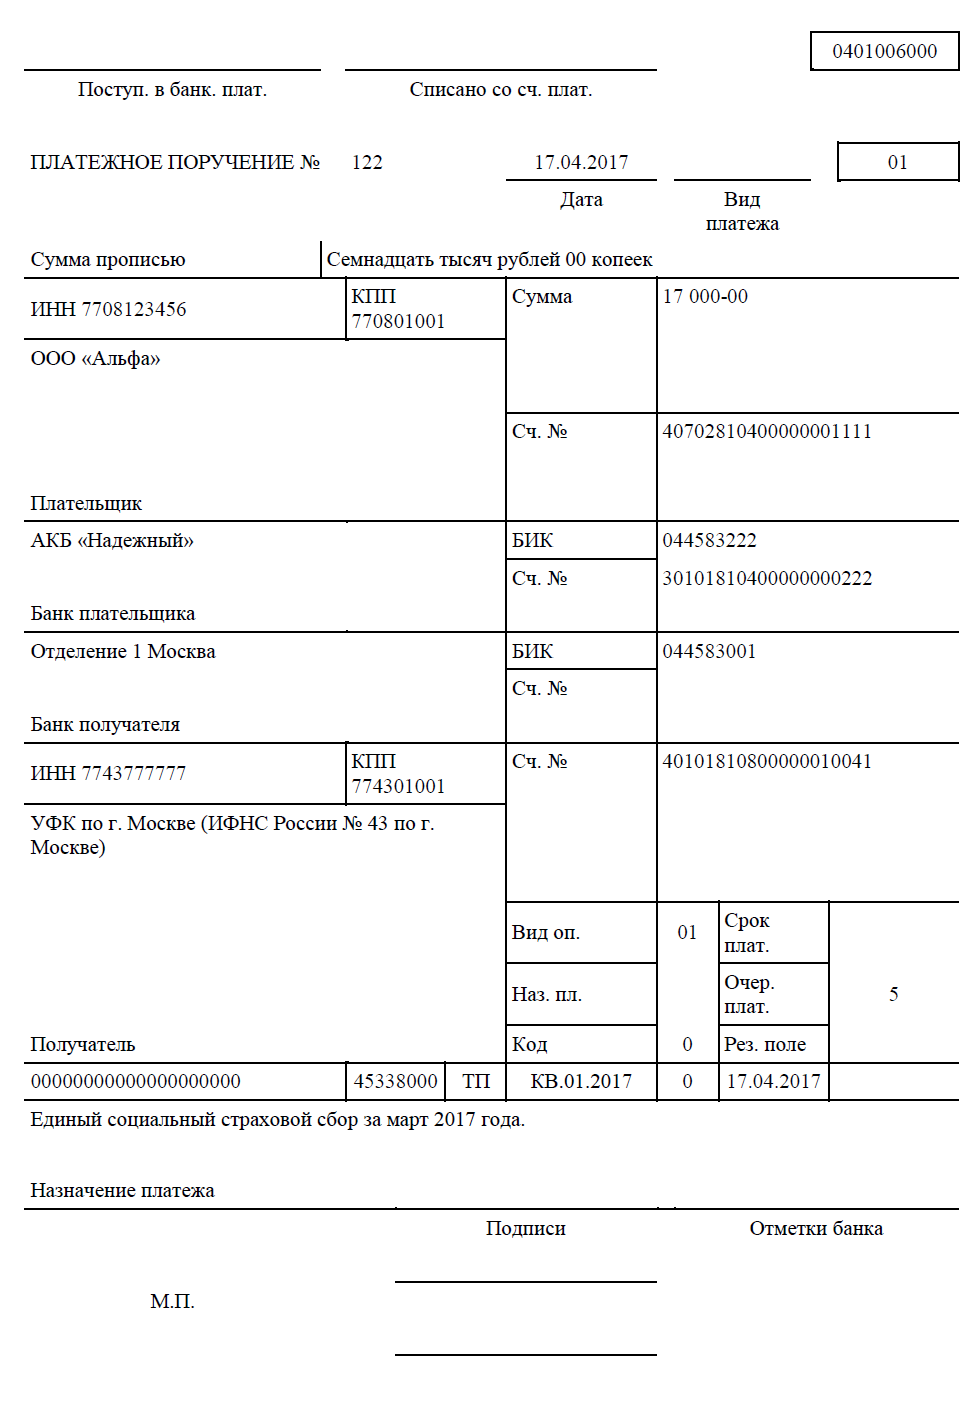 0401006000
Поступ. в банк. плат.
Списано со сч. плат.
ПЛАТЕЖНОЕ ПОРУЧЕНИЕ № 122 17.04.2017 01
Дата
Вид
платежа
Сумма прописью Семнадцать тысяч рублей 00 копеек
ИНН 7708123456
КПП
770801001
Сумма 17 000-00
ООО «Альфа»
Сч. № 40702810400000001111
Плательщик
АКБ «Надежный»
БИК 044583222
Сч. № 30101810400000000222
Банк плательщика
Отделение 1 Москва
БИК 044583001
Сч. №
Банк получателя
ИНН 7743777777
КПП
774301001
Сч. № 40101810800000010041
УФК по г. Москве (ИФНС России № 43 по г.
Москве)
Вид оп. 01
Срок
плат.
Наз. пл.
Очер.
плат.
5
Получатель
Код 0 Рез. поле
00000000000000000000 45338000 ТП КВ.01.2017 0 17.04.2017
Единый социальный страховой сбор за март 2017 года.
Назначение платежа
Подписи Отметки банка
М.П.